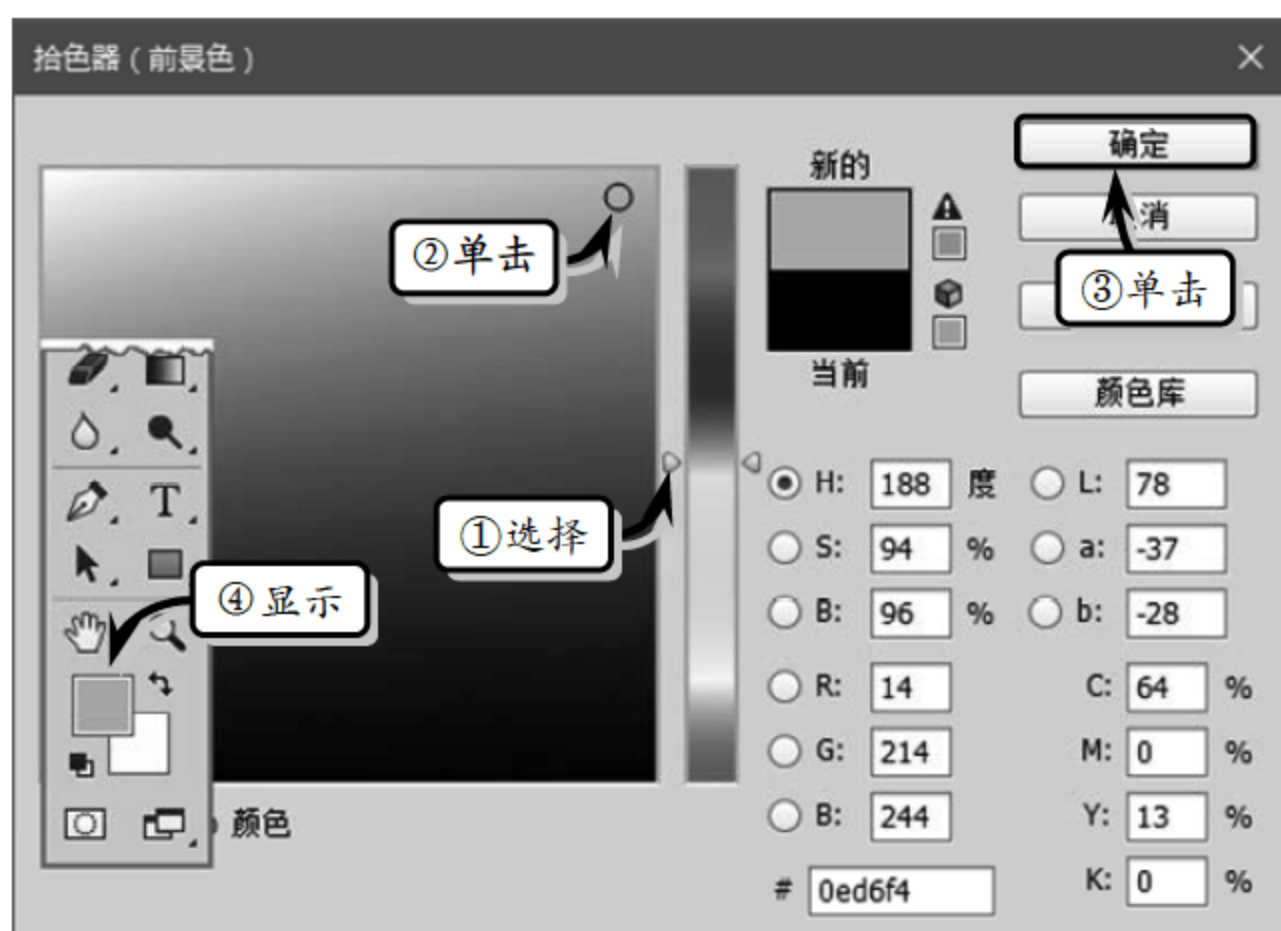 拾色器（前景色）
新的
确定
②单击
消
③单击
当前
颜色库
①选择
H: 188 度
L: 78
S: 94 %
a: -37
④显示
B: 96 %
b: -28
T
R: 14
C: 64 %
G: 214
M: 0 %
颜色
B: 244
Y: 13 %
# 0ed6f4
K: 0 %